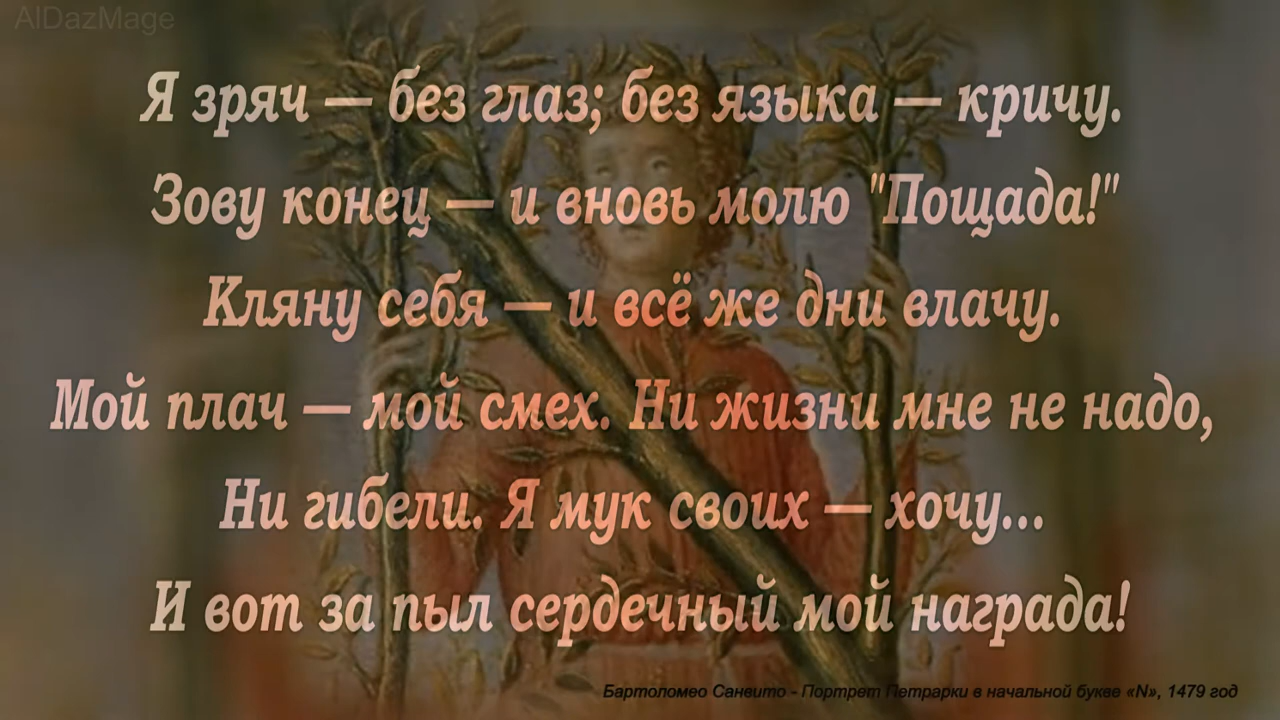 AlDazMage
Я зряч — без глаз; без языка — кричу.
Зову конец — и вновь молю "Пощада!"
Кляну себя — и всё же дни влачу.
Мой плач — мой смех. Ни жизни мне не надо,
Ни гибели. Я мук своих — хочу...
И вот за пыл сердечный мой награда!
Бартоломео Санвито - Портрет Петрарки в начальной букве «N», 1479 год